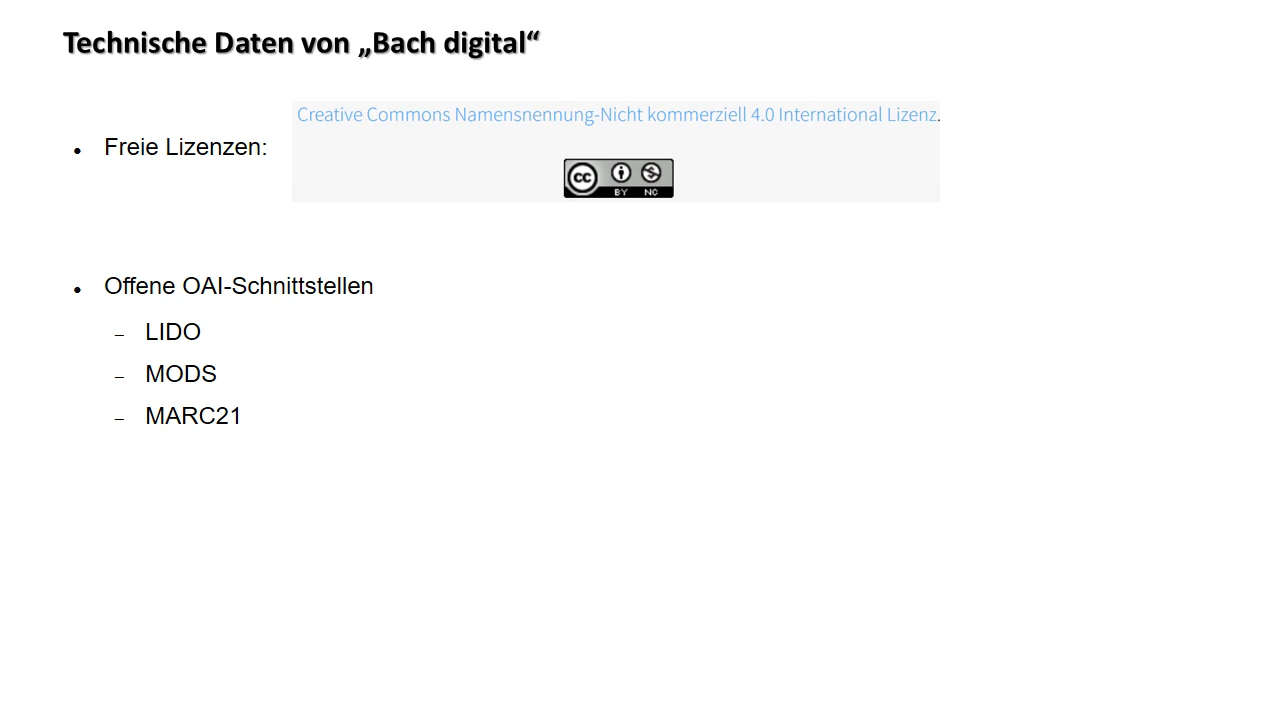 Technische Daten von „Bach digital“
Creative Commons Namensnennung-Nicht kommerziell 4.0 International Lizenz.
• Freie Lizenzen:
cc BY NC
• Offene OAI-Schnittstellen
– LIDO
– MODS
– MARC21